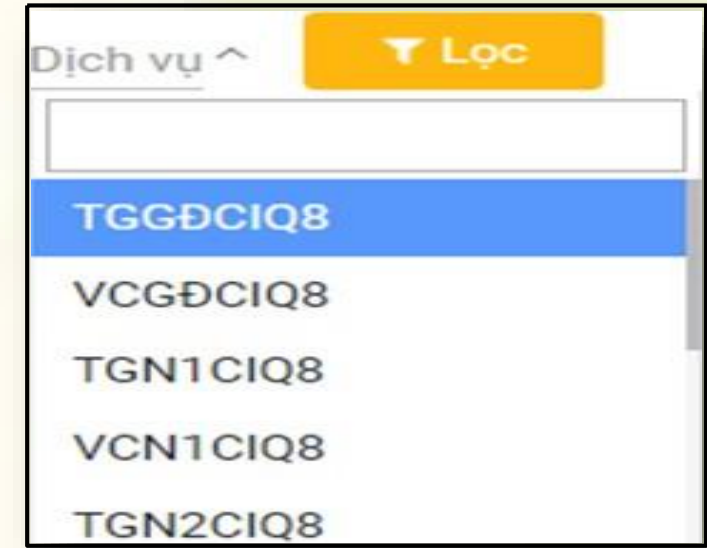 Dịch vụ
Lọc
TGGĐCIQ8
VCGĐCIQ8
TGN1CIQ8
VCN1CIQ8
TGN2CIQ8